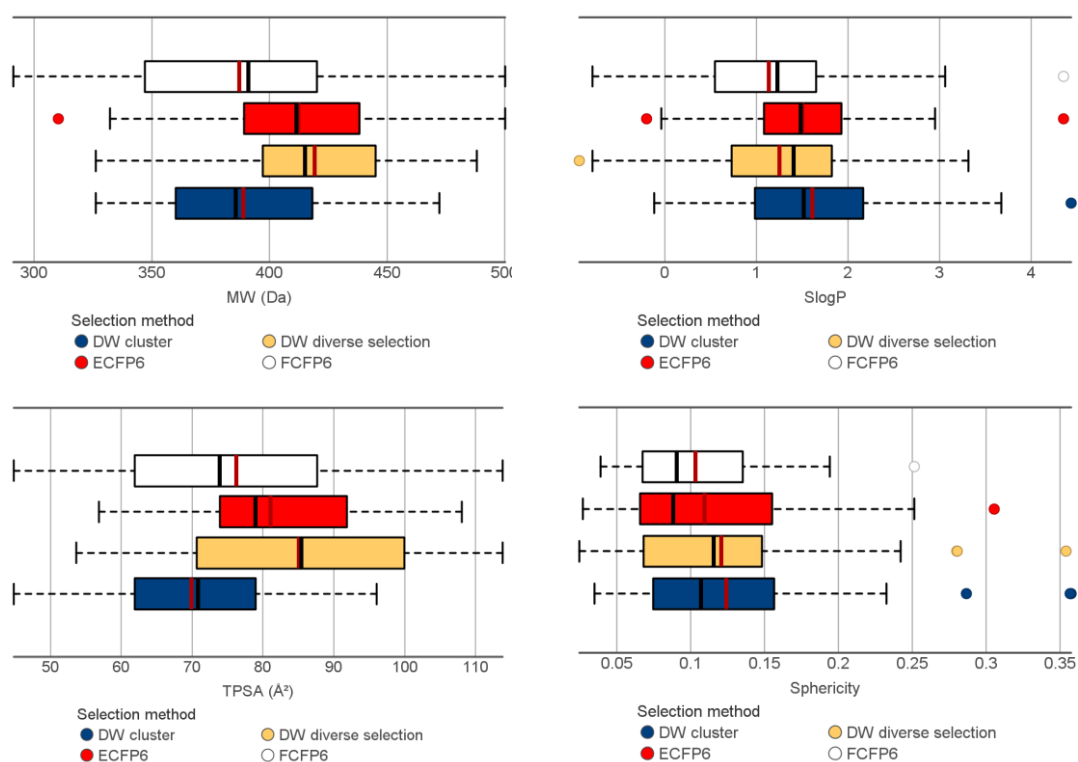 300 350 400 450 500
MW (Da)
Selection method
DW cluster DW diverse selection
ECFP6 FCFP6
0 1 2 3 4
SlogP
Selection method
DW cluster DW diverse selection
ECFP6 FCFP6
50 60 70 80 90 100 110
TPSA (Å²)
Selection method
DW cluster DW diverse selection
ECFP6 FCFP6
0.05 0.1 0.15 0.2 0.25 0.3 0.35
Sphericity
Selection method
DW cluster DW diverse selection
ECFP6 FCFP6